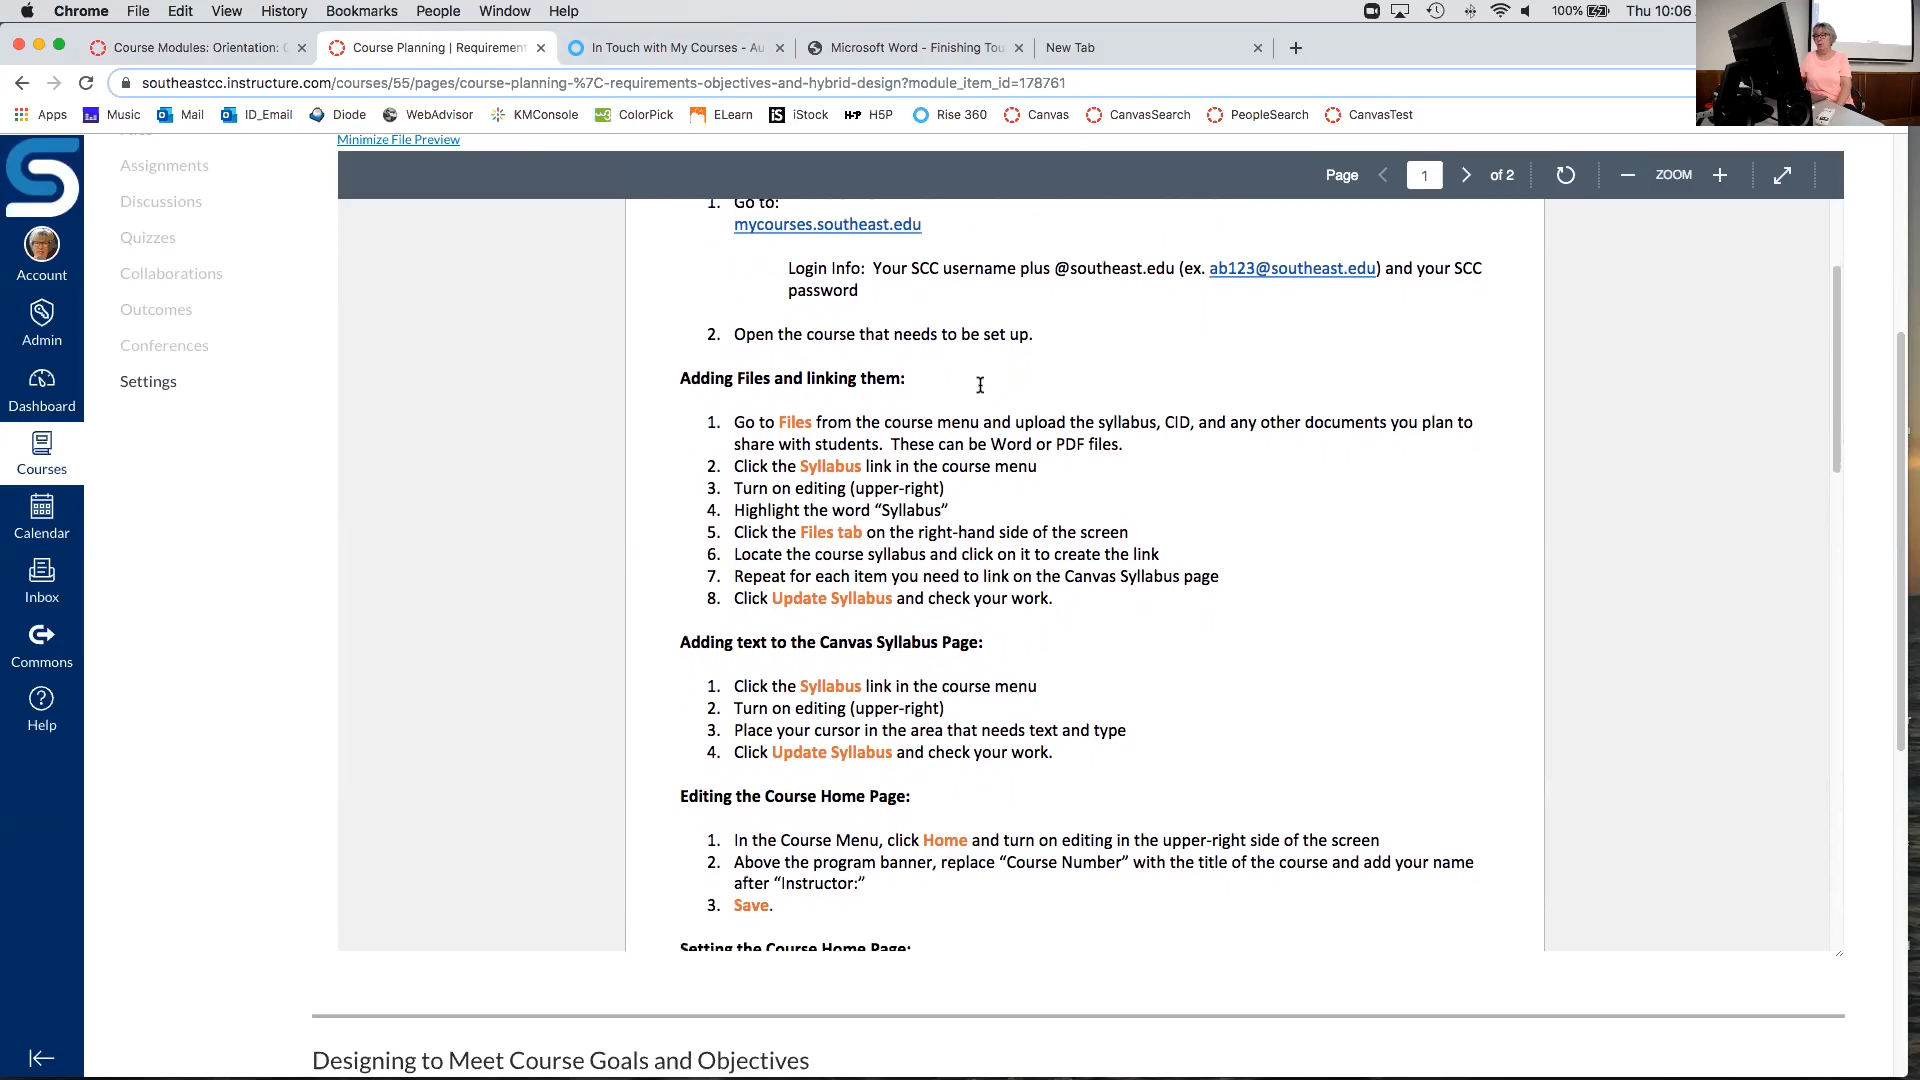 Chrome File Edit View History Bookmarks People Window Help 100% Thu 10:06
Course Modules: Orientation: Course Planning | Requirement In Touch with My Courses - Au Microsoft Word - Finishing Tou New Tab
southeastcc.instructure.com/courses/55/pages/course-planning-%7C-requirements-objectives-and-hybrid-design?module_item_id=178761
Apps Music Mail ID_Email Diode WebAdvisor KMConsole ColorPick ELearn iStock H5P Rise 360 Canvas CanvasSearch PeopleSearch CanvasTest
Minimize File Preview
Assignments
Discussions
Quizzes
Collaborations
Outcomes
Conferences
Settings
Account
Admin
Dashboard
Courses
Calendar
Inbox
Commons
Help
Page 1 of 2 ZOOM
1. Go to:
mycourses.southeast.edu
Login Info: Your SCC username plus @southeast.edu (ex. ab123@southeast.edu) and your SCC
password
2. Open the course that needs to be set up.
Adding Files and linking them:
1. Go to Files from the course menu and upload the syllabus, CID, and any other documents you plan to
share with students. These can be Word or PDF files.
2. Click the Syllabus link in the course menu
3. Turn on editing (upper-right)
4. Highlight the word “Syllabus”
5. Click the Files tab on the right-hand side of the screen
6. Locate the course syllabus and click on it to create the link
7. Repeat for each item you need to link on the Canvas Syllabus page
8. Click Update Syllabus and check your work.
Adding text to the Canvas Syllabus Page:
1. Click the Syllabus link in the course menu
2. Turn on editing (upper-right)
3. Place your cursor in the area that needs text and type
4. Click Update Syllabus and check your work.
Editing the Course Home Page:
1. In the Course Menu, click Home and turn on editing in the upper-right side of the screen
2. Above the program banner, replace “Course Number” with the title of the course and add your name
after “Instructor:”
3. Save.
Setting the Course Home Page:
Designing to Meet Course Goals and Objectives